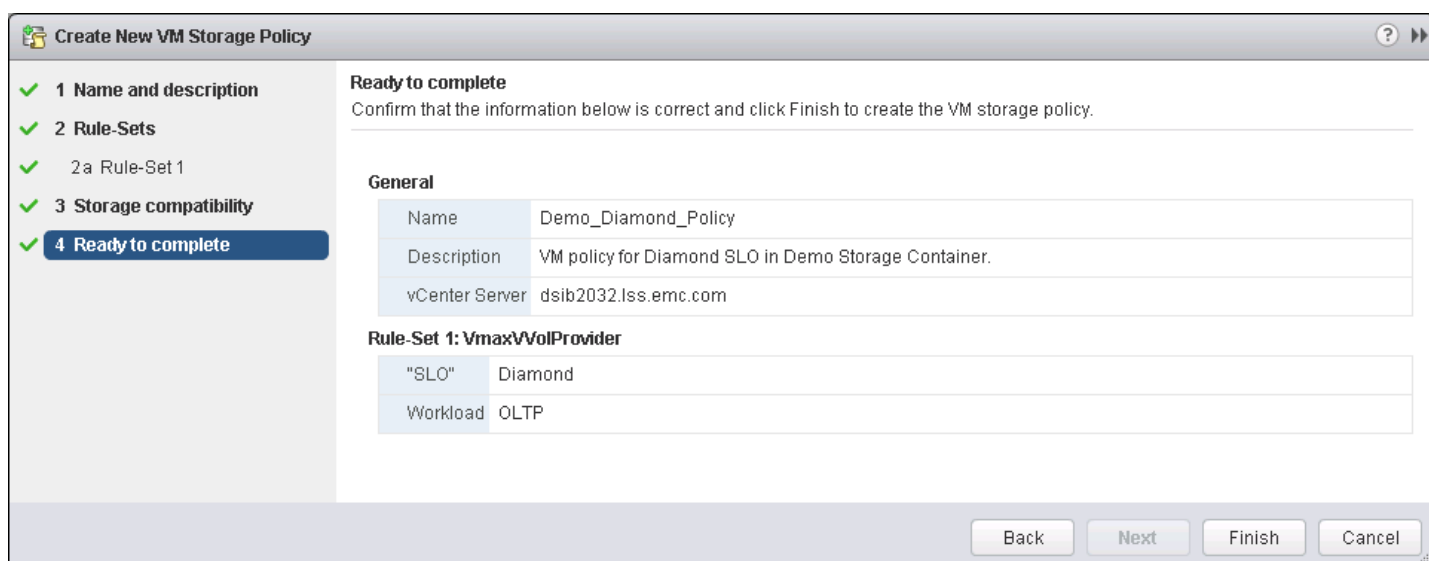 Create New VM Storage Policy
?
1 Name and description
2 Rule-Sets
2a Rule-Set 1
3 Storage compatibility
4 Ready to complete
Ready to complete
Confirm that the information below is correct and click Finish to create the VM storage policy.
General
Name Demo_Diamond_Policy
Description VM policy for Diamond SLO in Demo Storage Container.
vCenter Server dsib2032.lss.emc.com
Rule-Set 1: VmaxVVolProvider
"SLO" Diamond
Workload OLTP
Back Next Finish Cancel